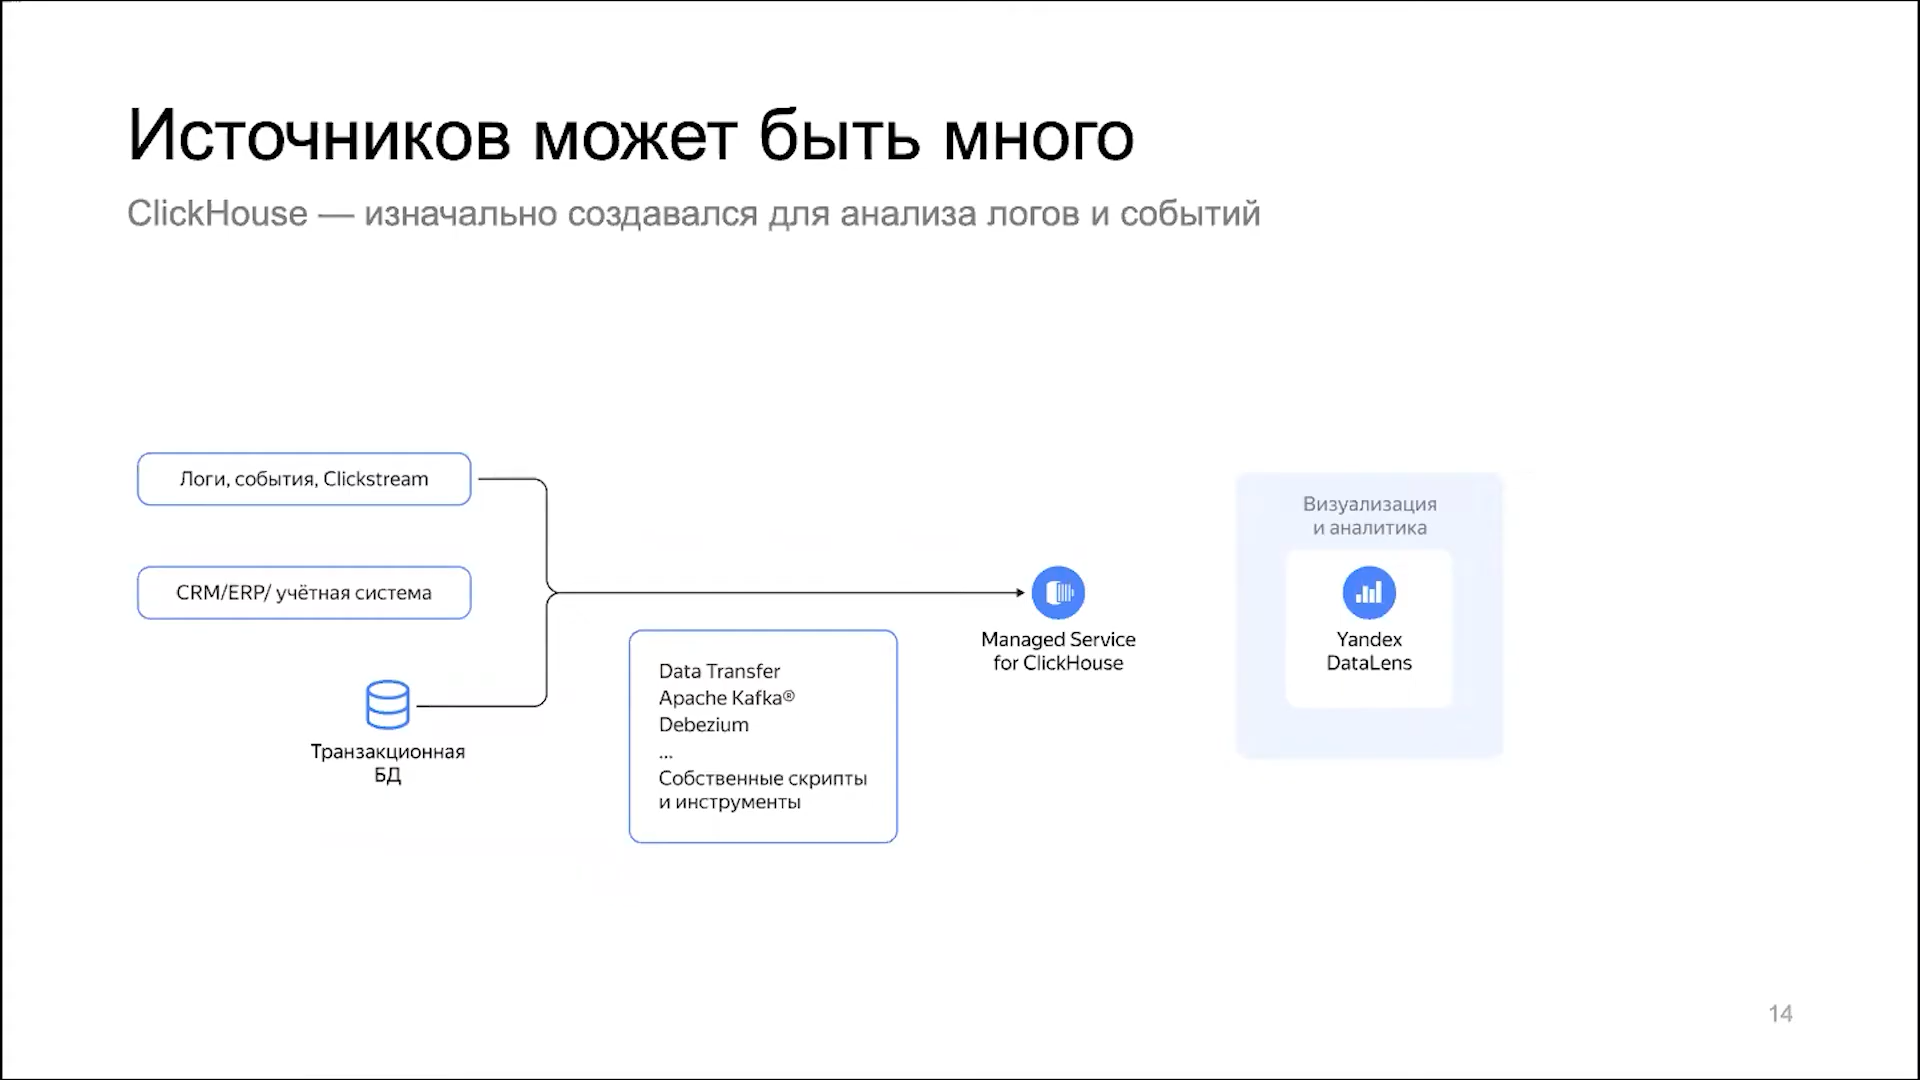 Источников может быть много
ClickHouse — изначально создавался для анализа логов и событий
Логи, события, Clickstream
CRM/ERP/ учётная система
Транзакционная
БД
Data Transfer
Apache Kafka®
Debezium
...
Собственные скрипты
и инструменты
Managed Service
for ClickHouse
Визуализация
и аналитика
Yandex
DataLens
14